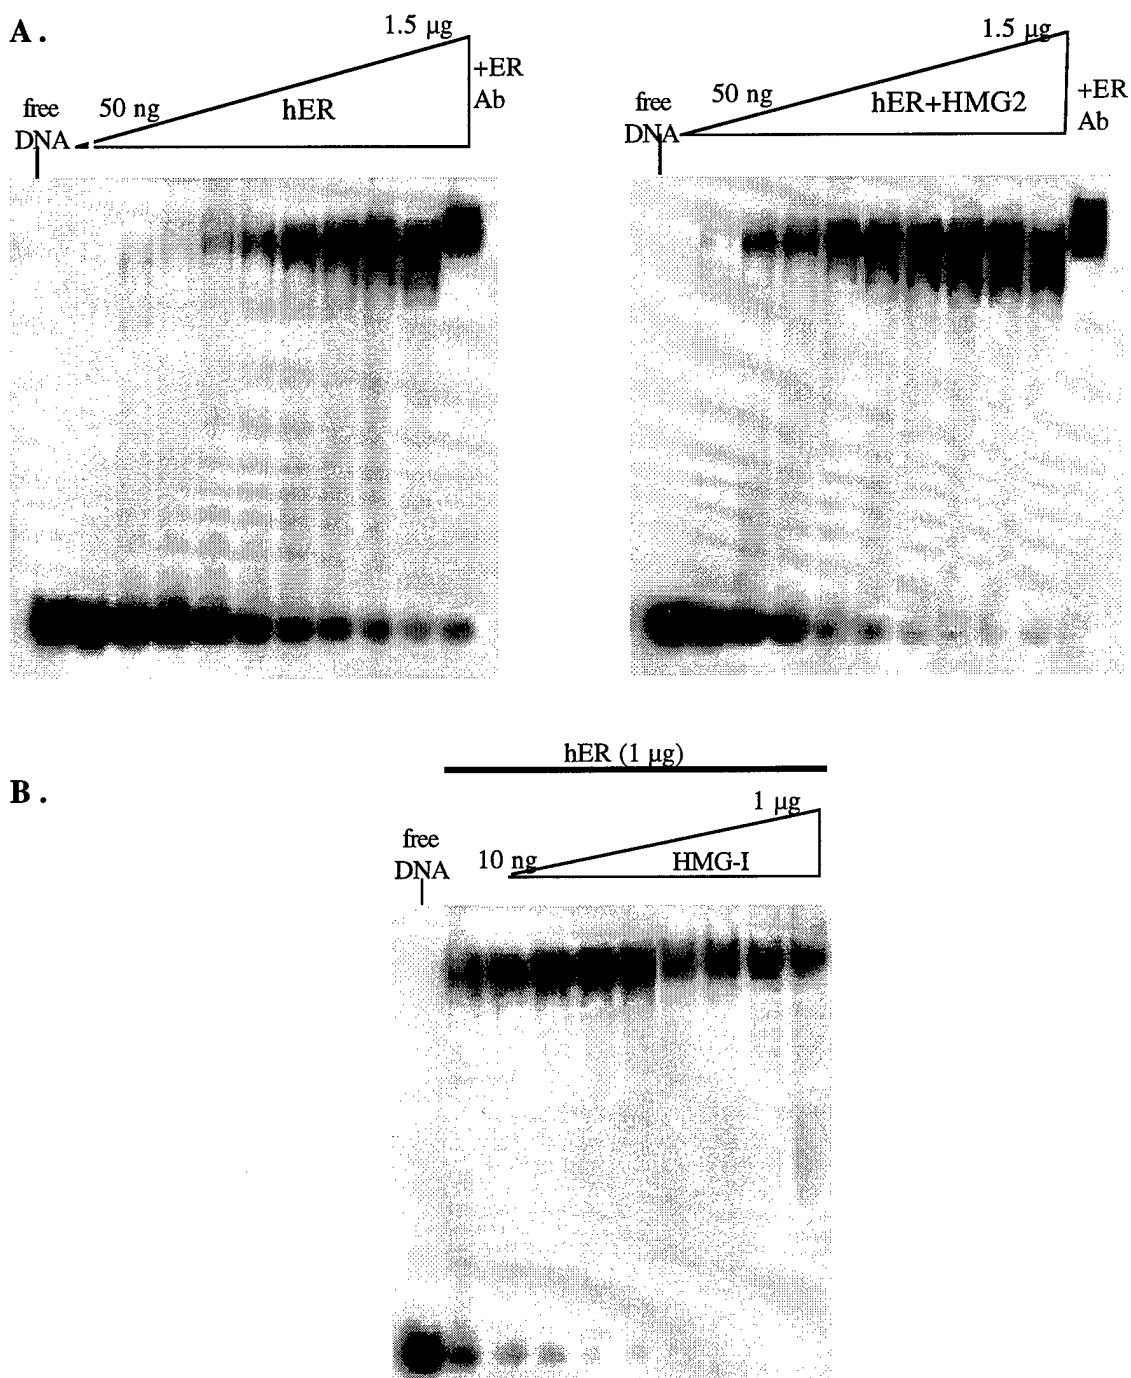 A.
1.5 µg
+ER
Ab
50 ng
hER
free
DNA
1.5 µg
+ER
Ab
50 ng
hER+HMG2
free
DNA
B.
hER (1 µg)
1 µg
free
DNA
10 ng
HMG-I